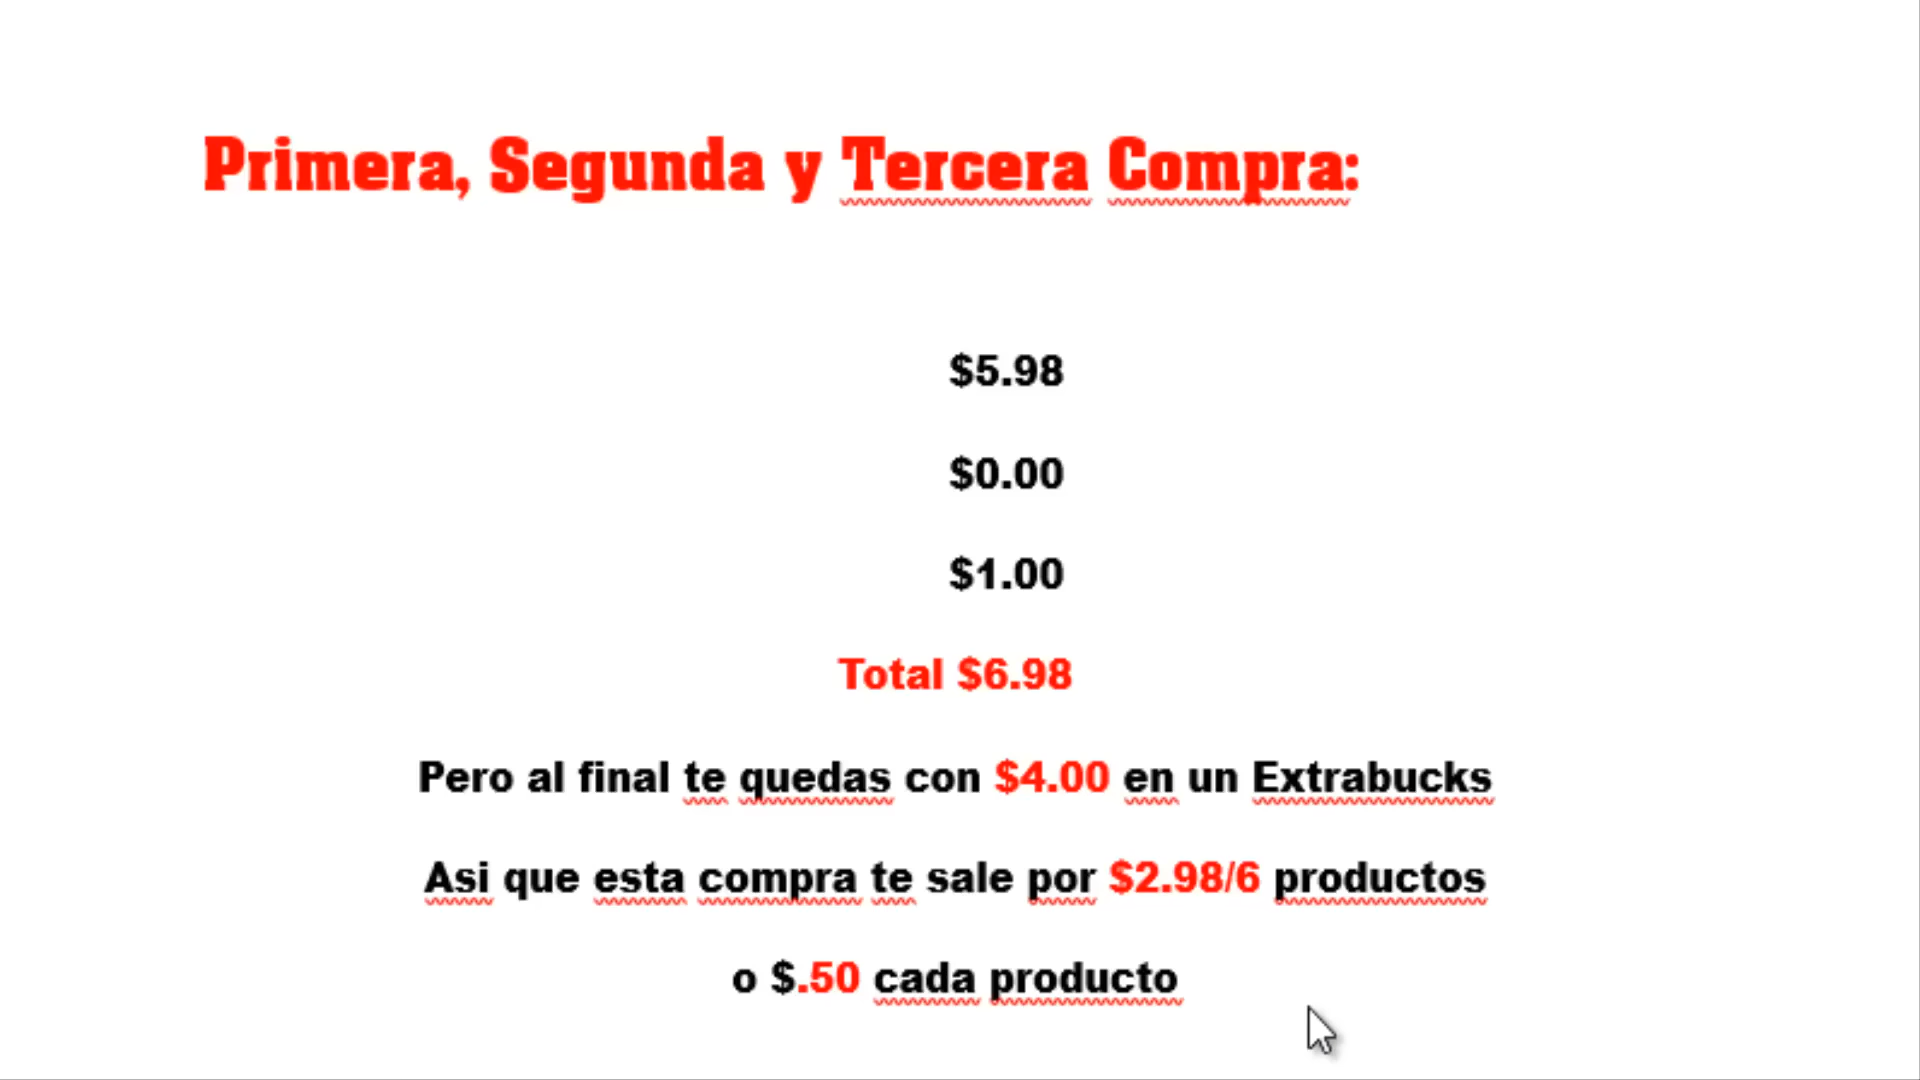 Primera, Segunda y Tercera Compra:
$5.98
$0.00
$1.00
Total $6.98
Pero al final te quedas con $4.00 en un Extrabucks
Asi que esta compra te sale por $2.98/6 productos
o $.50 cada producto